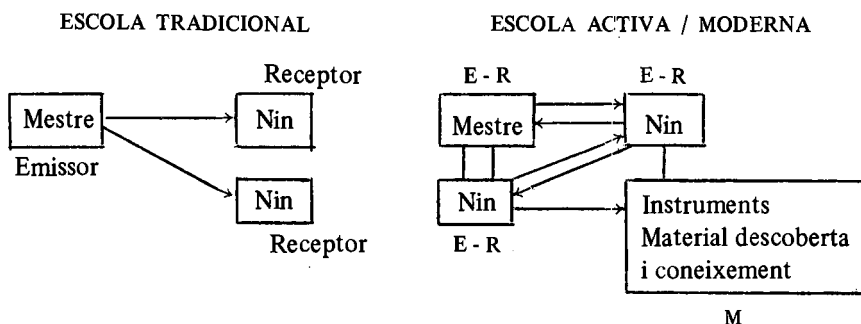 ESCOLA TRADICIONAL
Receptor
Mestre
Nin
Emissor
Nin
Receptor
ESCOLA ACTIVA / MODERNA
E - R
E - R
Mestre
Nin
Nin
E - R
Instruments
Material descoberta
i coneixement
M